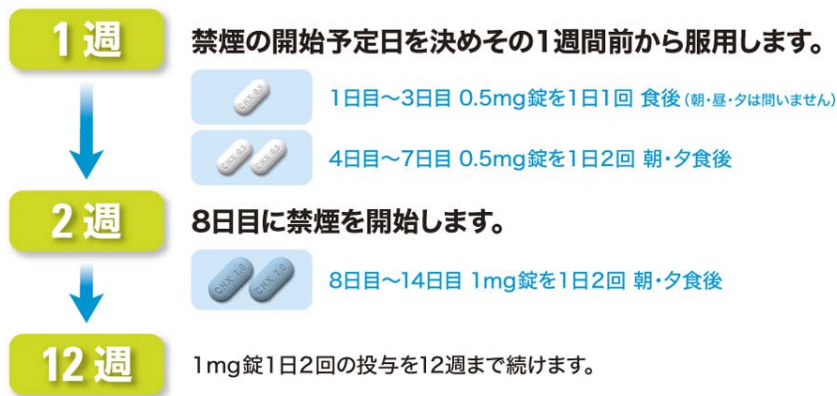 1週
禁煙の開始予定日を決めその1週間前から服用します。
CHX 0.5
1日目～3日目 0.5mg錠を1日1回 食後(朝・昼・夕は問いません)
CHX 0.5 CHX 0.5
4日目～7日目 0.5mg錠を1日2回 朝・夕食後
2週
8日目に禁煙を開始します。
CHX 1.0 CHX 1.0
8日目～14日目 1mg錠を1日2回 朝・夕食後
12週
1mg錠1日2回の投与を12週まで続けます。